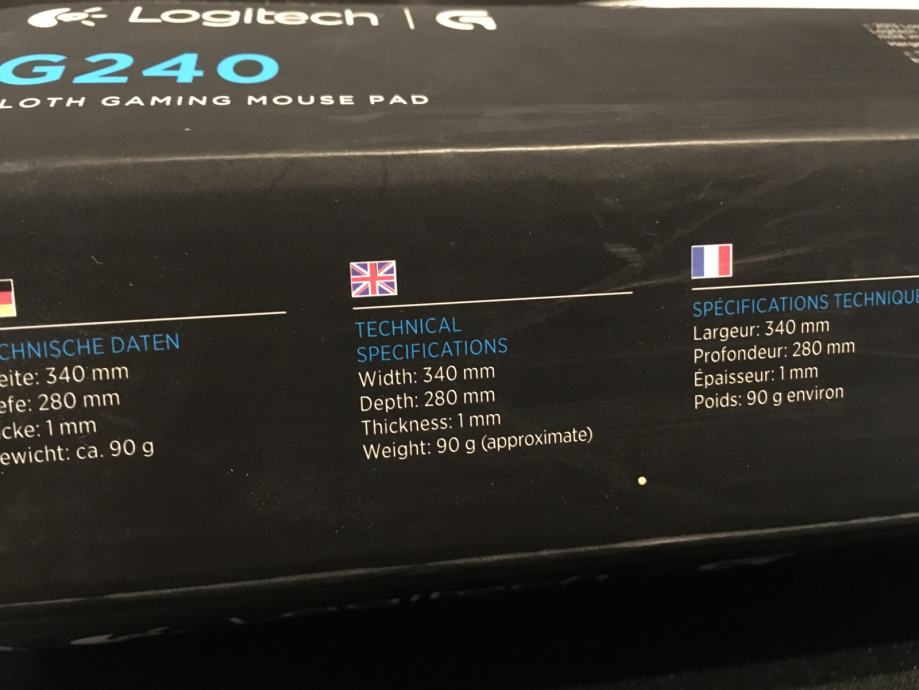 Logitech | G
G240
LOTH GAMING MOUSE PAD
CHNISCHE DATEN
eite: 340 mm
efe: 280 mm
cke: 1 mm
ewicht: ca. 90 g
TECHNICAL
SPECIFICATIONS
Width: 340 mm
Depth: 280 mm
Thickness: 1 mm
Weight: 90 g (approximate)
SPÉCIFICATIONS TECHNIQUE
Largeur: 340 mm
Profondeur: 280 mm
Épaisseur: 1 mm
Poids: 90 g environ